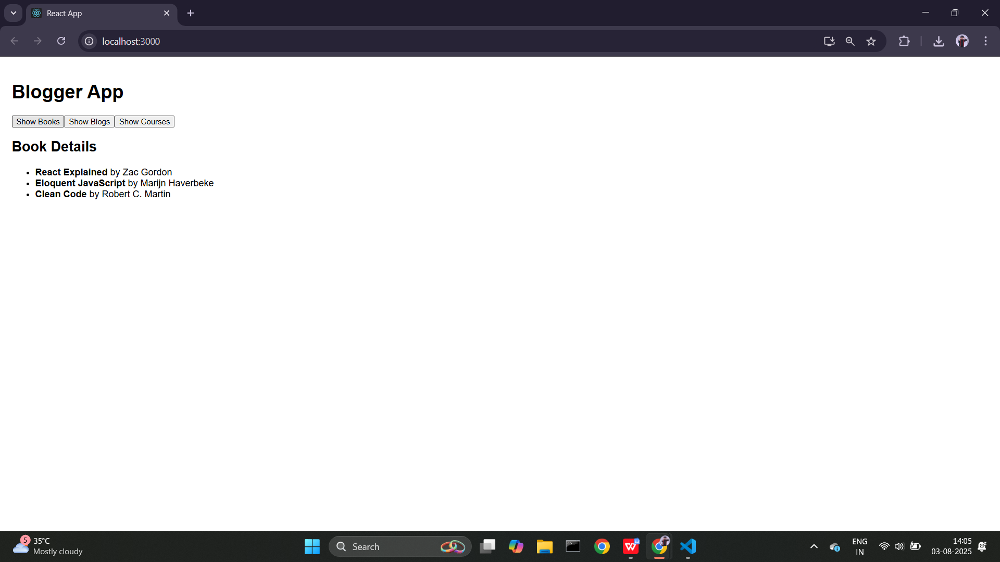 React App
localhost:3000
Blogger App
Show Books Show Blogs Show Courses
Book Details
• React Explained by Zac Gordon
• Eloquent JavaScript by Marijn Haverbeke
• Clean Code by Robert C. Martin
5
35°C
Mostly cloudy
Search
ENG
IN
14:05
03-08-2025